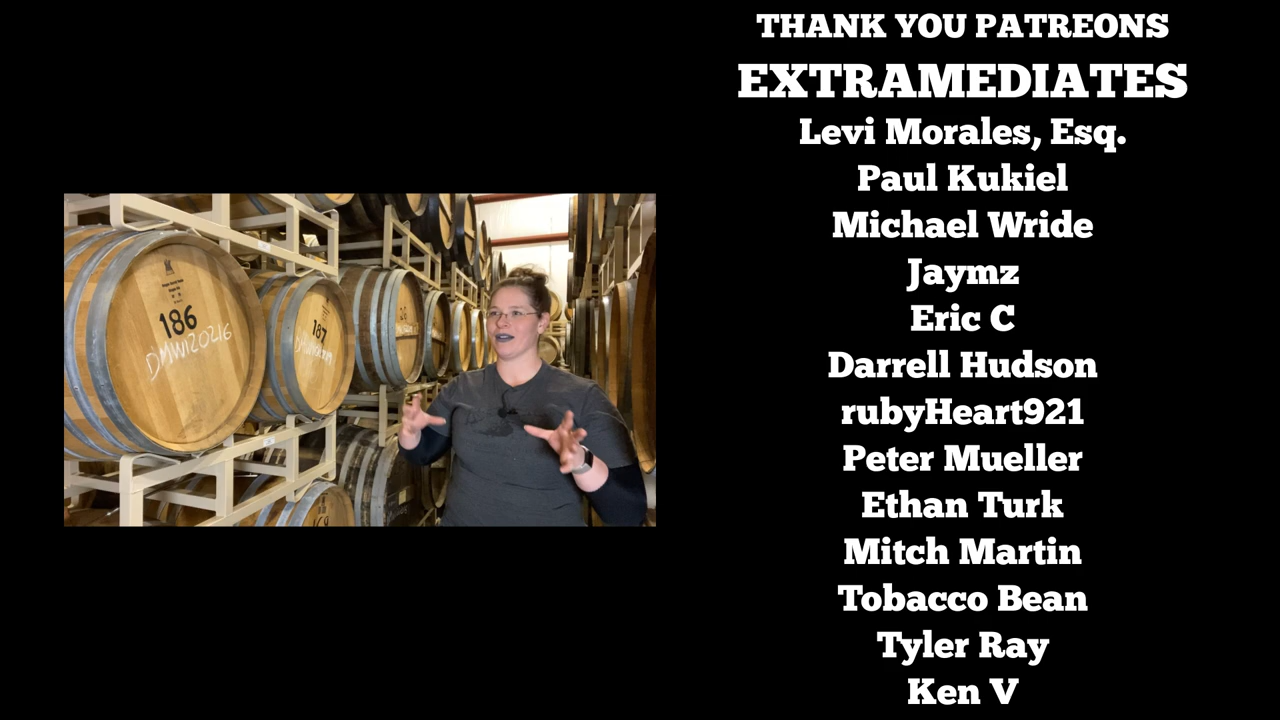 THANK YOU PATREONS
EXTRAMEDIATES
Levi Morales, Esq.
Paul Kukiel
Michael Wride
Jaymz
Eric C
Darrell Hudson
rubyHeart921
Peter Mueller
Ethan Turk
Mitch Martin
Tobacco Bean
Tyler Ray
Ken V
186
DMW120216
187